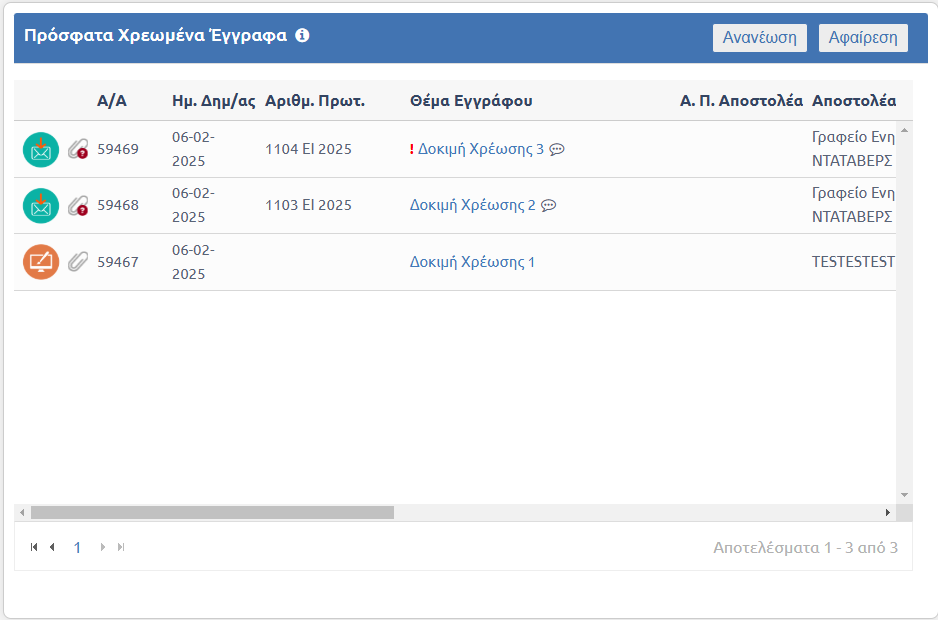 Πρόσφατα Χρεωμένα Έγγραφα
Ανανέωση Αφαίρεση
Α/Α Ημ. Δημ/ας Αριθμ. Πρωτ. Θέμα Εγγράφου Α. Π. Αποστολέα Αποστολέα
59469 06-02-2025 1104 ΕΙ 2025 ! Δοκιμή Χρέωσης 3 Γραφείο Ενη
ΝΤΑΤΑΒΕΡΣ
59468 06-02-2025 1103 ΕΙ 2025 Δοκιμή Χρέωσης 2 Γραφείο Ενη
ΝΤΑΤΑΒΕΡΣ
59467 06-02-2025 Δοκιμή Χρέωσης 1 TESTESTEST
1
Αποτελέσματα 1 - 3 από 3